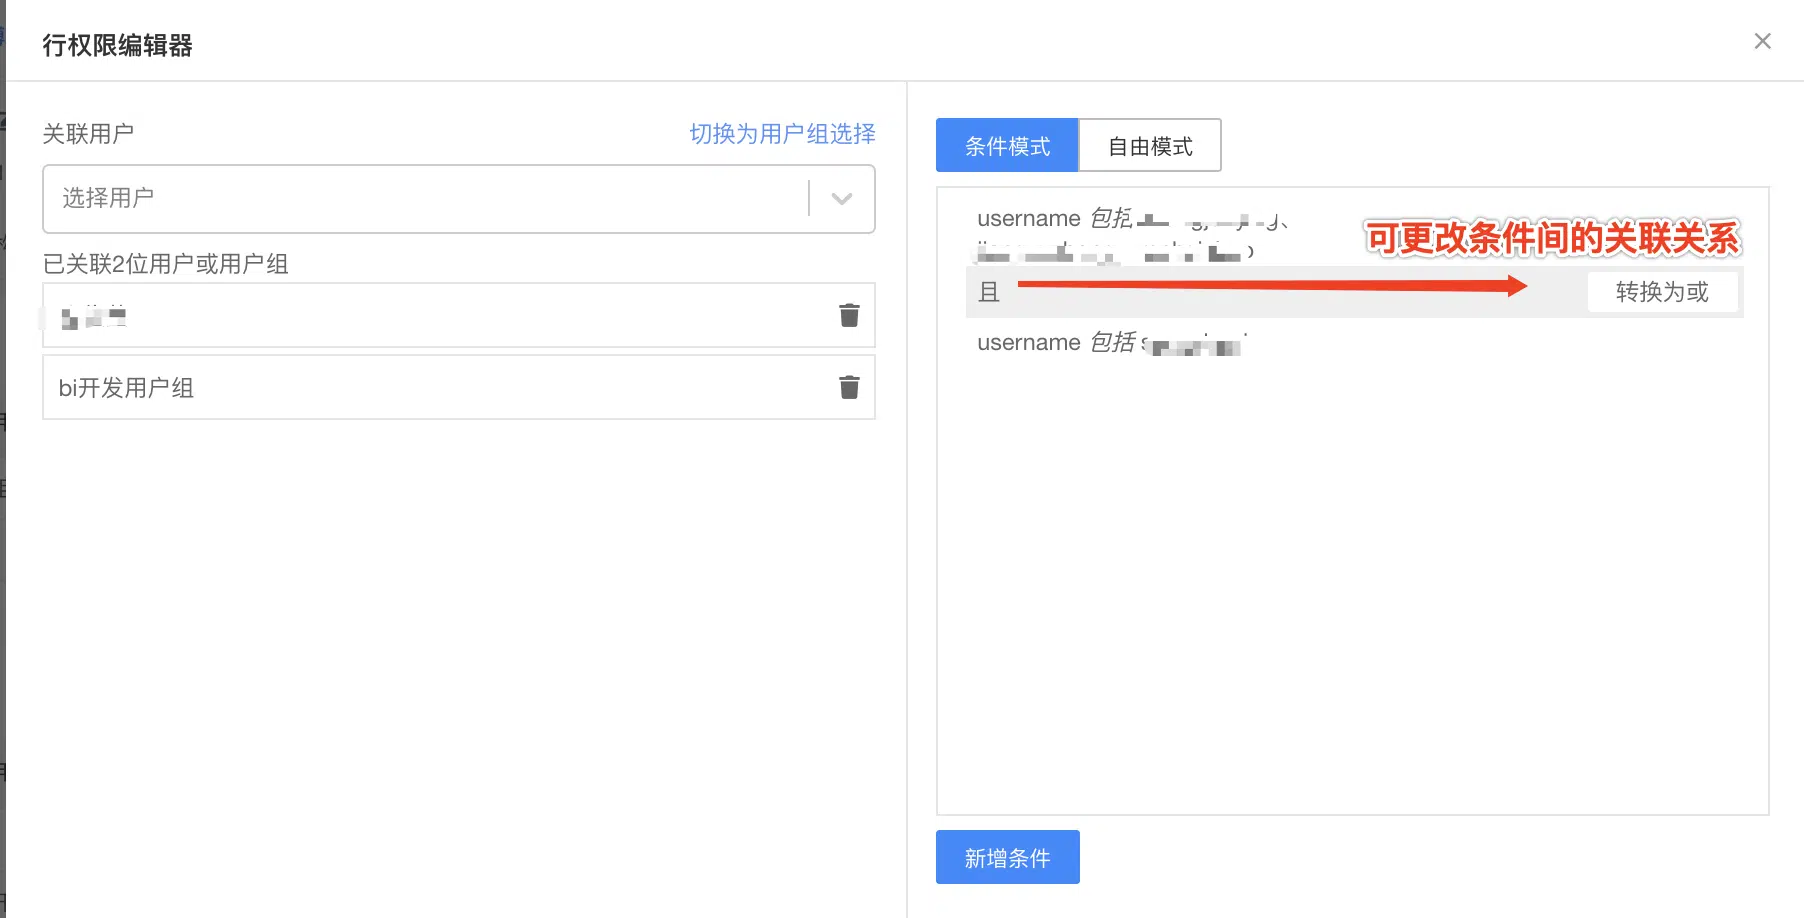 行权限编辑器
关联用户
切换为用户组选择
选择用户
已关联2位用户或用户组
bi开发用户组
条件模式
自由模式
username 包括
可更改条件间的关联关系
且
转换为或
username 包括
新增条件